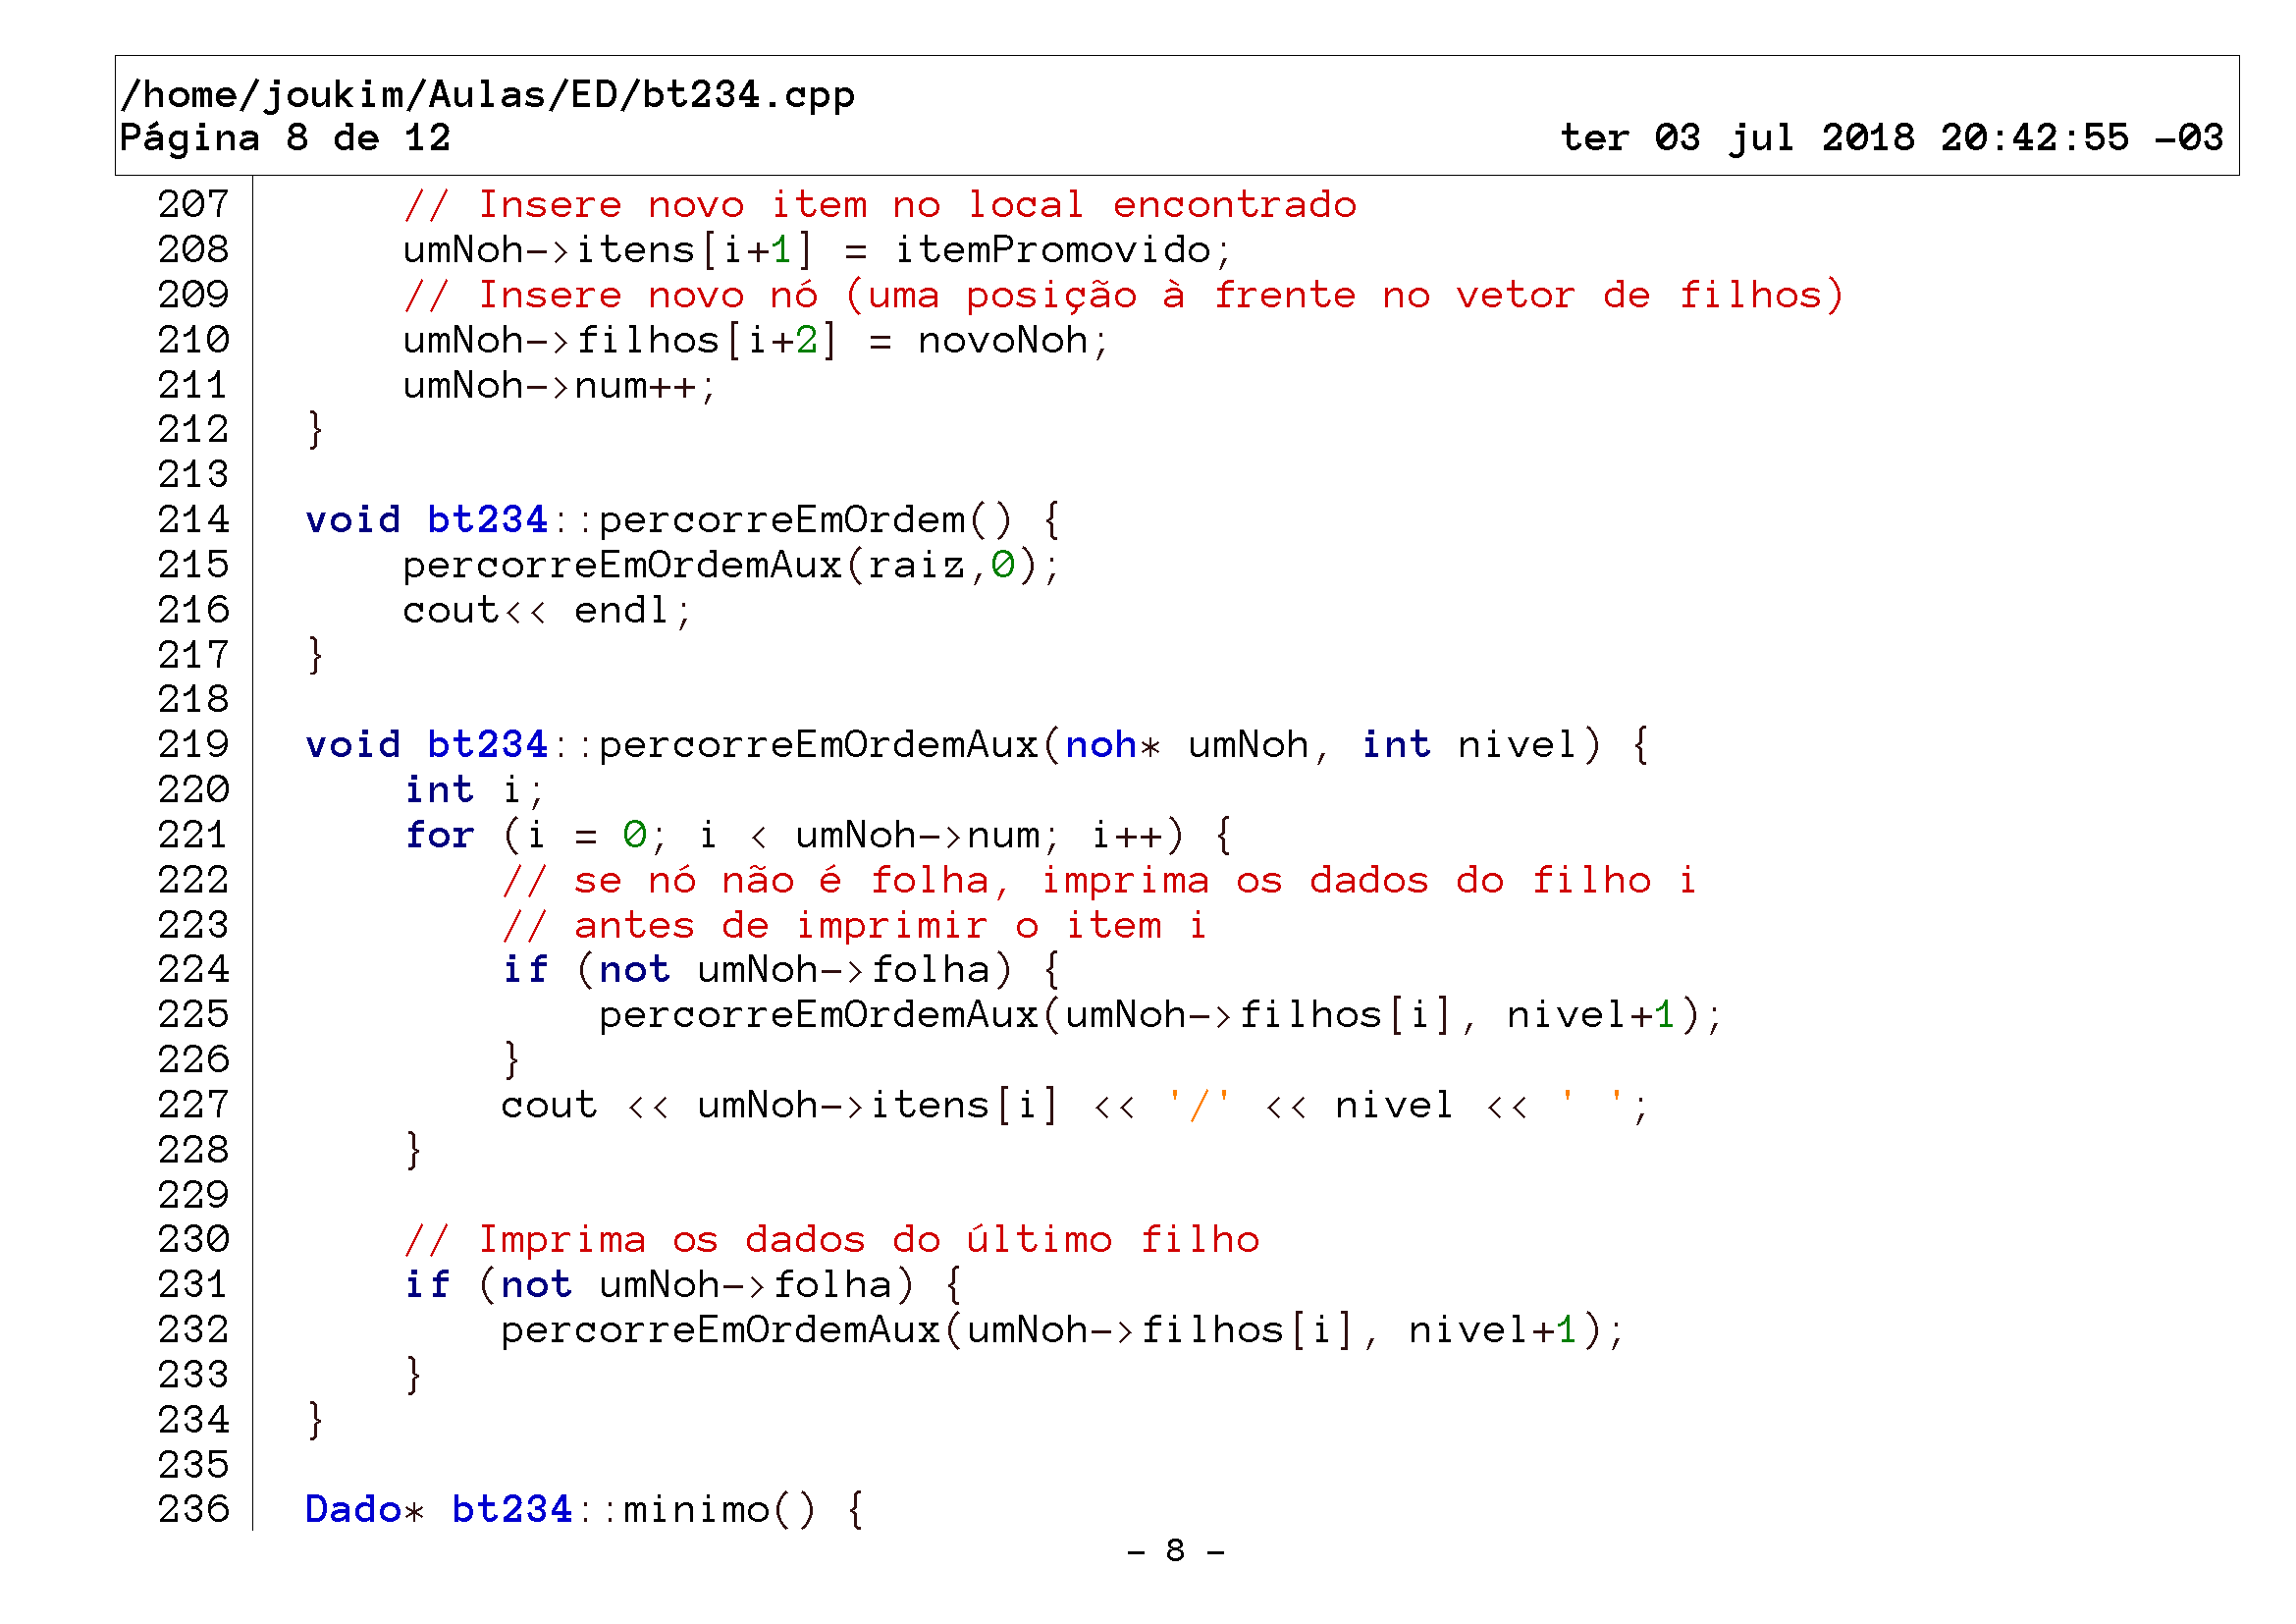 /home/joukim/Aulas/ED/bt234.cpp
Página 8 de 12 ter 03 jul 2018 20:42:55 -03
207 // Insere novo item no local encontrado
208 umNoh->itens[i+1] = itemPromovido;
209 // Insere novo nó (uma posição à frente no vetor de filhos)
210 umNoh->filhos[i+2] = novoNoh;
211 umNoh->num++;
212 }
213
214 void bt234::percorreEmOrdem() {
215 percorreEmOrdemAux(raiz,0);
216 cout<< endl;
217 }
218
219 void bt234::percorreEmOrdemAux(noh* umNoh, int nivel) {
220 int i;
221 for (i = 0; i < umNoh->num; i++) {
222 // se nó não é folha, imprima os dados do filho i
223 // antes de imprimir o item i
224 if (not umNoh->folha) {
225 percorreEmOrdemAux(umNoh->filhos[i], nivel+1);
226 }
227 cout << umNoh->itens[i] << '/' << nivel << ' ';
228 }
229
230 // Imprima os dados do último filho
231 if (not umNoh->folha) {
232 percorreEmOrdemAux(umNoh->filhos[i], nivel+1);
233 }
234 }
235
236 Dado* bt234::minimo() {
- 8 -